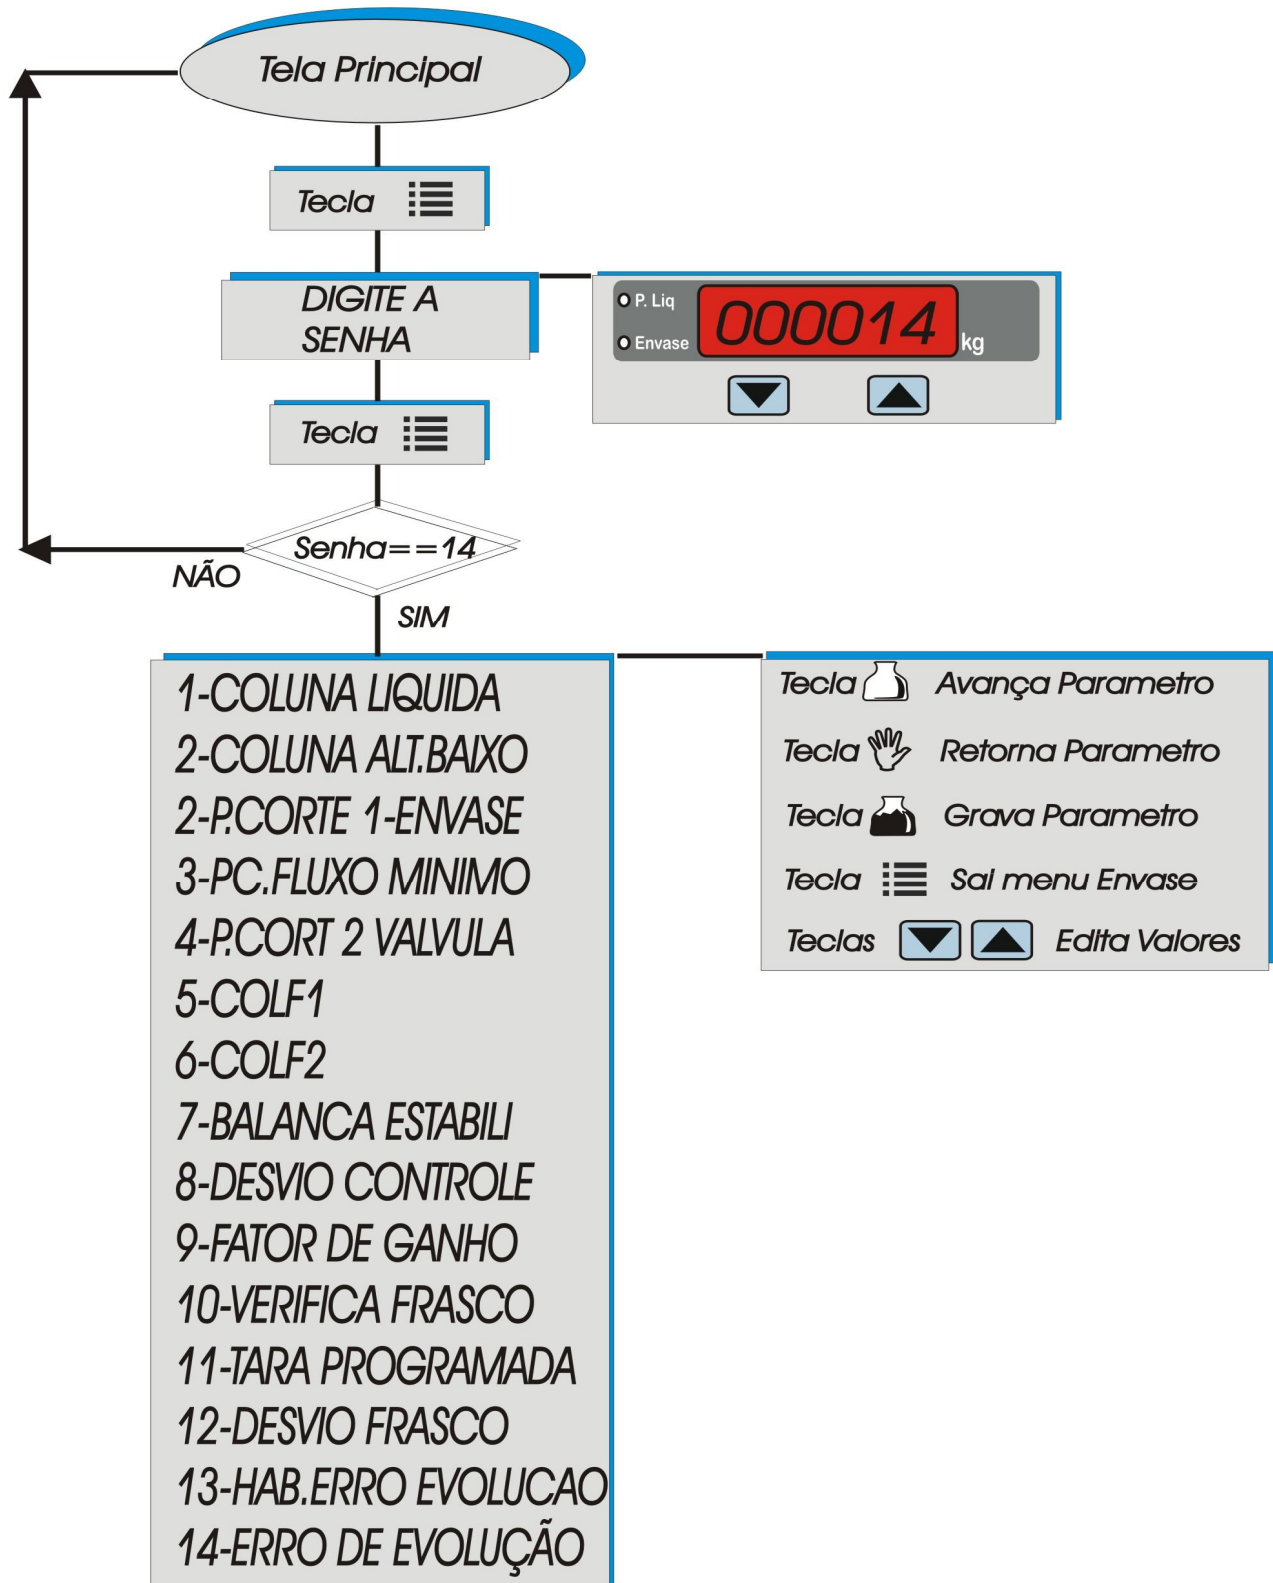 Tela Principal
Tecla
DIGITE A
SENHA
P. Liq
Envase
000014
kg
Tecla
Senha==14
NÃO
SIM
1-COLUNA LIQUIDA
2-COLUNA ALT.BAIXO
2-P.CORTE 1-ENVASE
3-PC.FLUXO MINIMO
4-P.CORT 2 VALVULA
5-COLF1
6-COLF2
7-BALANCA ESTABILI
8-DESVIO CONTROLE
9-FATOR DE GANHO
10-VERIFICA FRASCO
11-TARA PROGRAMADA
12-DESVIO FRASCO
13-HAB.ERRO EVOLUCAO
14-ERRO DE EVOLUÇÃO
Tecla Avança Parametro
Tecla Retorna Parametro
Tecla Grava Parametro
Tecla Sai menu Envase
Teclas Edita Valores